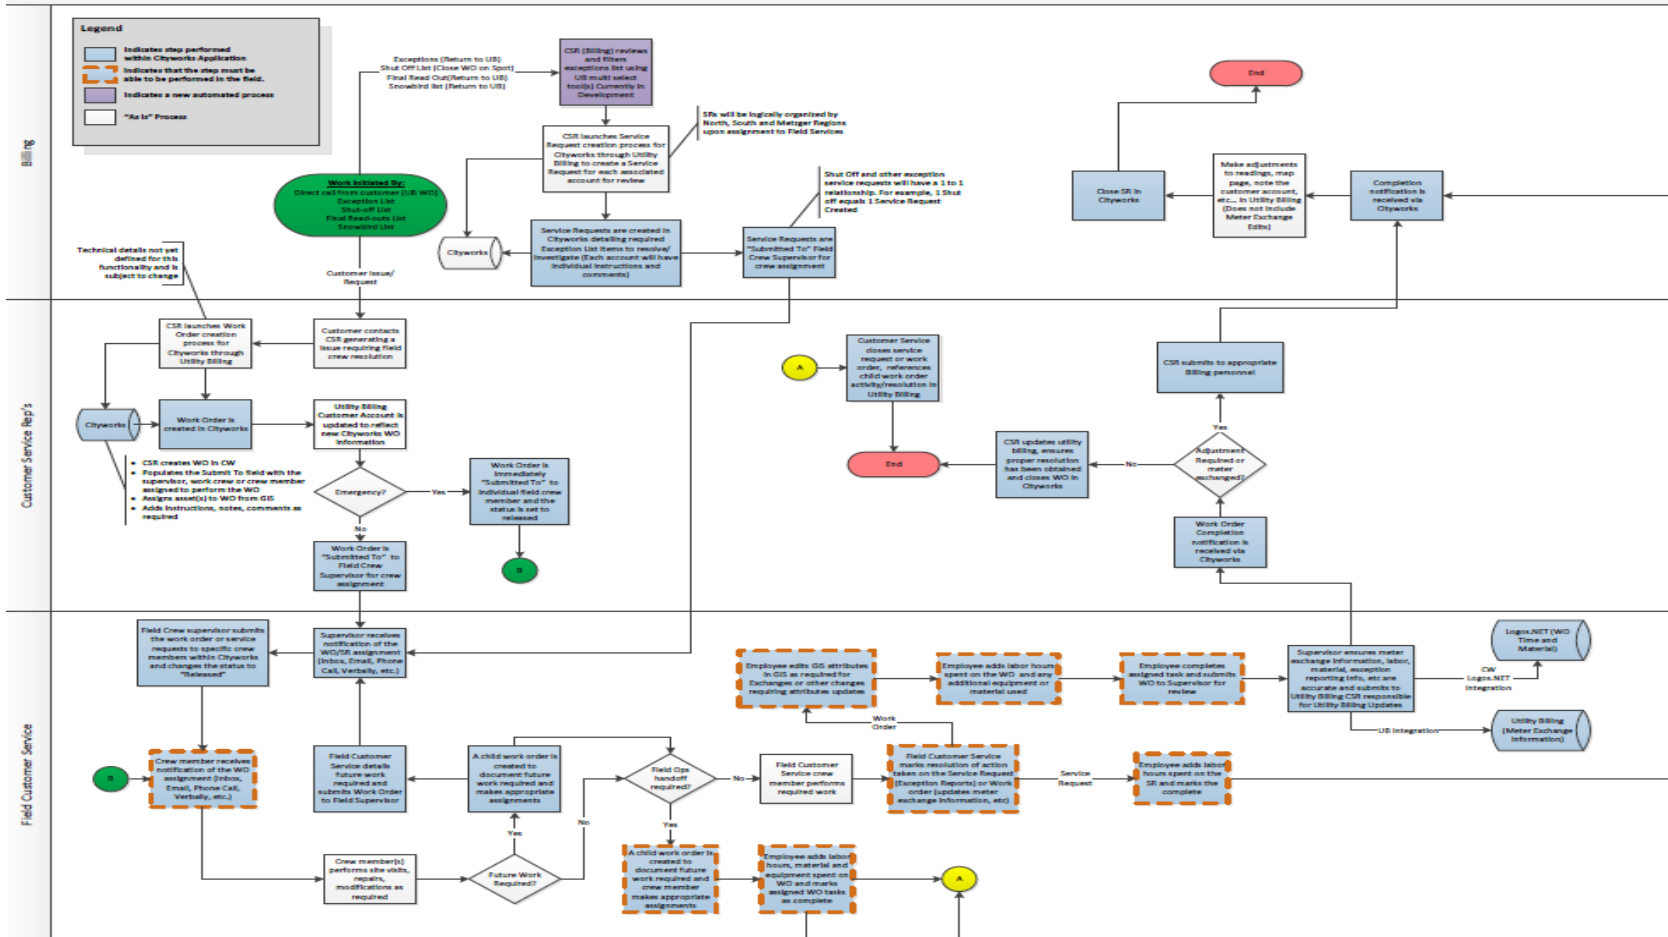 Legend
Indicates step performed
within Cityworks Application
Indicates that the step must be
able to be performed in the field.
Indicates a new automated process
"As Is" Process
Billing
Exceptions (Return to UB)
Shut Off List (Close WO on Spot)
Final Read Out(Return to UB)
Snowbird list (Return to UB)
CSR (Billing) reviews
and filters
exceptions list using
UB multi select
tool(s) Currently in
Development
SRs will be logically organized by
North, South and Metzger Regions
upon assignment to Field Services
CSR launches Service
Request creation process for
Cityworks through Utility
Billing to create a Service
Request for each associated
account for review
Work Initiated By:
Direct call from customer (UB WO)
Exception List
Shut-off List
Final Read-outs List
Snowbird List
Shut Off and other exception
service requests will have a 1 to 1
relationship. For example, 1 Shut
off equals 1 Service Request
Created
Cityworks
Service Requests are created in
Cityworks detailing required
Exception List items to resolve/
investigate (Each account will have
individual instructions and
comments)
Service Requests are
"Submitted To" Field
Crew Supervisor for
crew assignment
End
Close SR in
Cityworks
Make adjustments
to readings, map
page, note the
customer account,
etc... in Utility Billing
(Does not include
Meter Exchange
Edits)
Completion
notification is
received via
Cityworks
Technical details not yet
defined for this
functionality and is
subject to change
Customer Issue/
Request
Customer Service Rep's
CSR launches Work
Order creation
process for
Cityworks through
Utility Billing
Customer contacts
CSR generating a
issue requiring field
crew resolution
Cityworks
Work Order is
created in Cityworks
Utility Billing
Customer Account is
updated to reflect
new Cityworks WO
Information
• CSR creates WO in CW
• Populates the Submit To field with the
supervisor, work crew or crew member
assigned to perform the WO
• Assigns asset(s) to WO from GIS
• Adds instructions, notes, comments as
required
Emergency?
Yes
No
Work Order is
immediately
"Submitted To" to
individual field crew
member and the
status is set to
released
B
Work Order is
"Submitted To" to
Field Crew
Supervisor for crew
assignment
A
Customer Service
closes service
request or work
order, references
child work order
activity/resolution in
Utility Billing
End
CSR updates utility
billing, ensures
proper resolution
has been obtained
and closes WO in
Cityworks
No
Adjustment
Required or
meter
exchanged?
Yes
CSR submits to appropriate
Billing personnel
Work Order
Completion
notification is
received via
Cityworks
Field Customer Service
Field Crew supervisor submits
the work order or service
requests to specific crew
members within Cityworks
and changes the status to
"Released"
Supervisor receives
notification of the
WO/SR assignment
(Inbox, Email, Phone
Call, Verbally, etc.)
Employee edits GIS attributes
in GIS as required for
Exchanges or other changes
requiring attributes updates
Employee adds labor hours
spent on the WO and any
additional equipment or
material used
Employee completes
assigned task and submits
WO to Supervisor for
review
Supervisor ensures meter
exchange information, labor,
material, exception
reporting info, etc are
accurate and submits to
Utility Billing CSR responsible
for Utility Billing Updates
Logos.NET (WO
Time and
Material)
CW
Logos.NET
Integration
UB Integration
Utility Billing
(Meter Exchange
Information)
Work
Order
B
Crew member receives
notification of the WO
assignment (Inbox,
Email, Phone Call,
Verbally, etc.)
Field Customer
Service details
future work
required and
submits Work Order
to Field Supervisor
A child work order is
created to
document future
work required and
makes appropriate
assignments
Field Ops
handoff
required?
No
Field Customer
Service crew
member performs
required work
Field Customer Service
marks resolution of action
taken on the Service Request
(Exception Reports) or Work
order (updates meter
exchange information, etc)
Service
Request
Employee adds labor
hours spent on the
SR and marks the
complete
Yes
No
Yes
Crew member(s)
performs site visits,
repairs,
modifications as
required
Future Work
Required?
A child work order is
created to
document future
work required and
crew member
makes appropriate
assignments
Employee adds labor
hours, material and
equipment spent on
WO and marks
assigned WO tasks
as complete
A